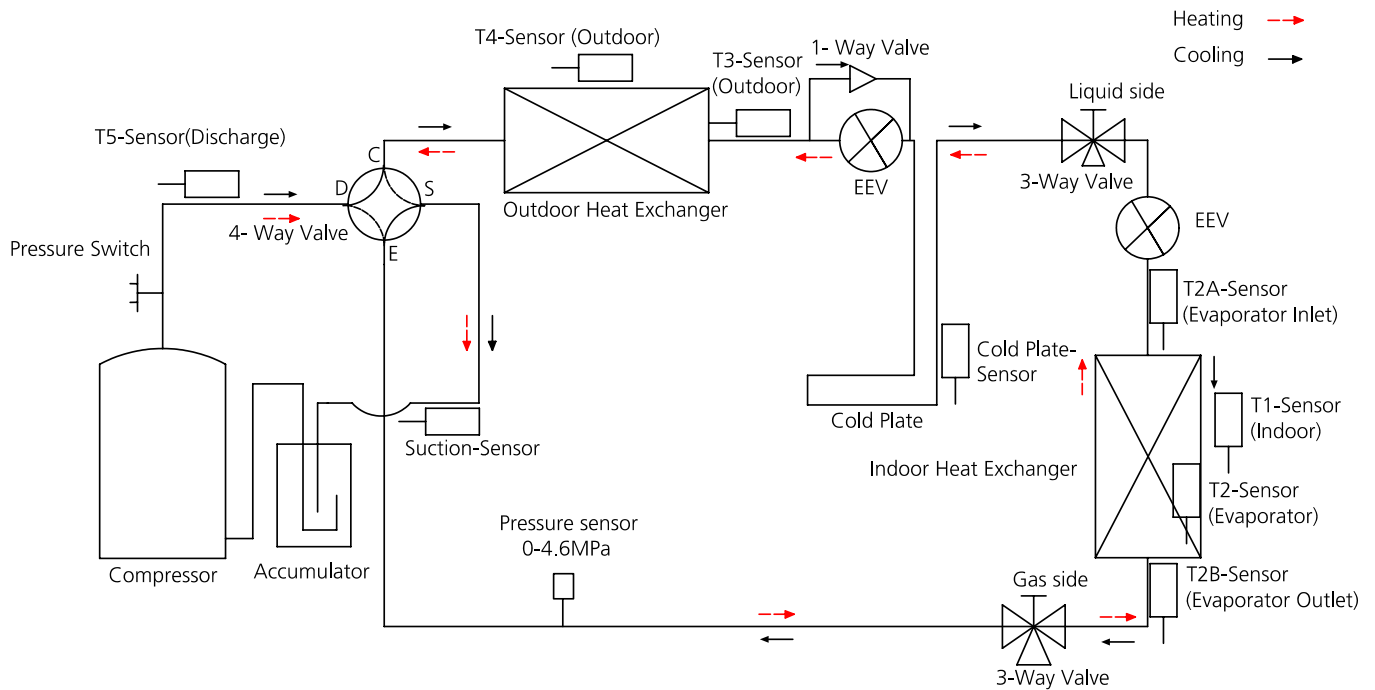 Heating
Cooling
T4-Sensor (Outdoor)
1- Way Valve
T3-Sensor
(Outdoor)
Liquid side
T5-Sensor(Discharge)
C
D
S
E
4- Way Valve
Outdoor Heat Exchanger
EEV
3-Way Valve
EEV
Pressure Switch
T2A-Sensor
(Evaporator Inlet)
Cold Plate-
Sensor
Cold Plate
T1-Sensor
(Indoor)
Suction-Sensor
Indoor Heat Exchanger
T2-Sensor
(Evaporator)
Pressure sensor
0-4.6MPa
Compressor
Accumulator
Gas side
T2B-Sensor
(Evaporator Outlet)
3-Way Valve